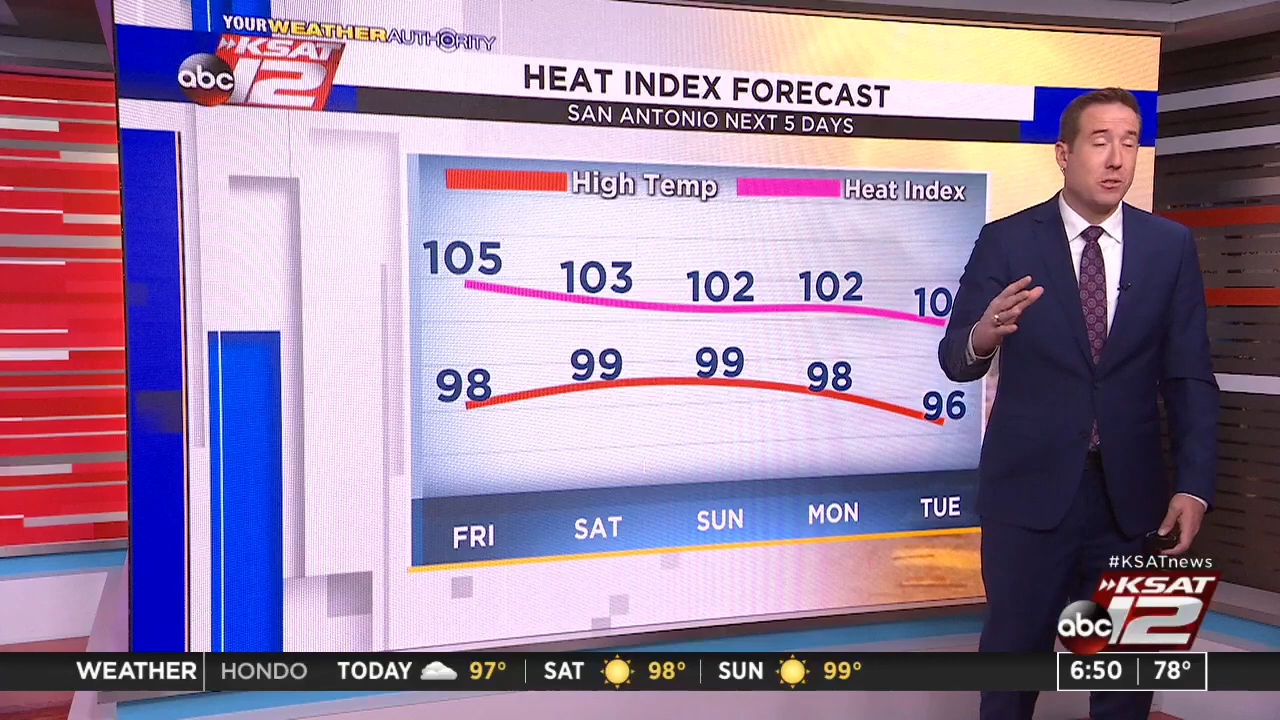 YOUR WEATHER AUTHORITY
KSAT
abc 12
HEAT INDEX FORECAST
SAN ANTONIO NEXT 5 DAYS
High Temp Heat Index
105 103 102 102 10
98 99 99 98 96
FRI SAT SUN MON TUE
#KSATnews
KSAT
abc 12
WEATHER HONDO TODAY 97° SAT 98° SUN 99° 6:50 78°